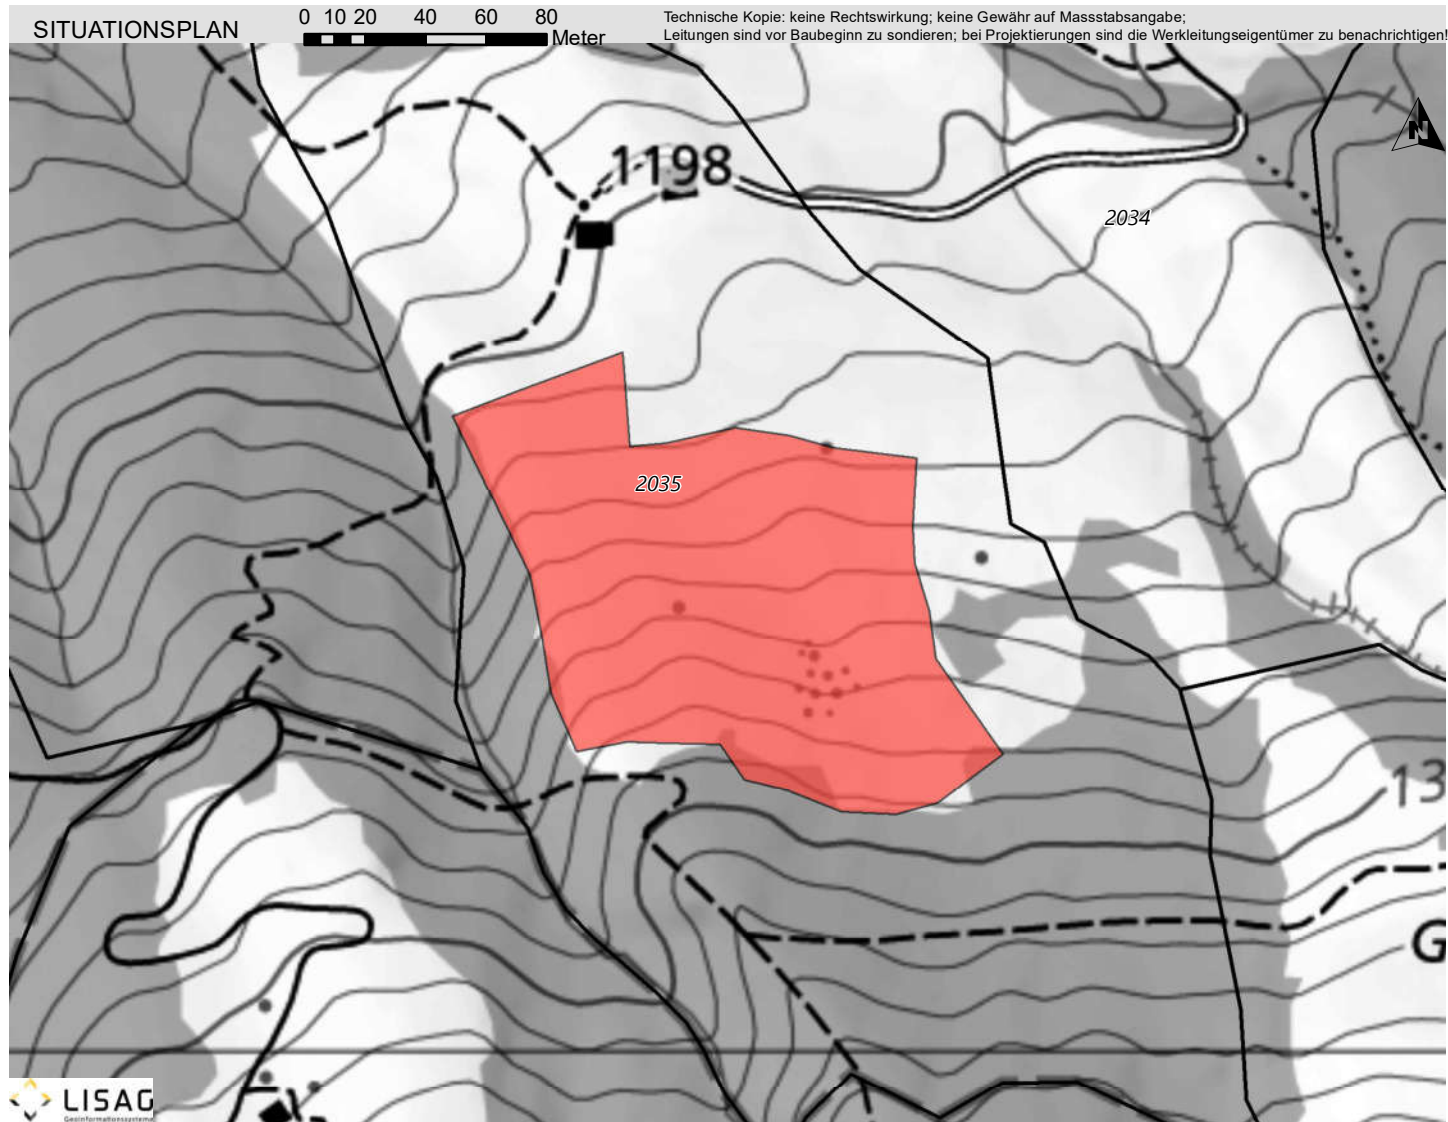 SITUATIONSPLAN
0 10 20 40 60 80
Meter
Technische Kopie: keine Rechtswirkung; keine Gewähr auf Massstabsangabe;
Leitungen sind vor Baubeginn zu sondieren; bei Projektierungen sind die Werkleitungseigentümer zu benachrichtigen!
N
1198
2034
2035
13
G
LISAG
Geoinformationssysteme